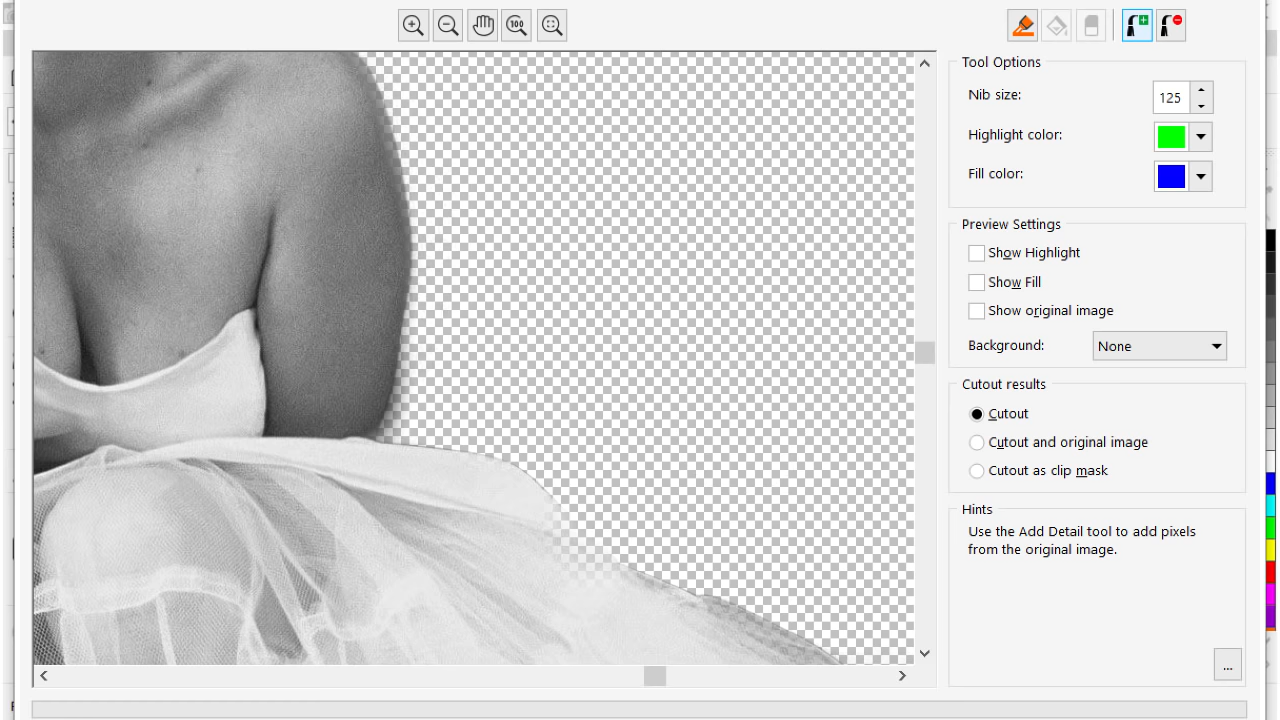 100
Tool Options
Nib size:
125
Highlight color:
Fill color:
Preview Settings
Show Highlight
Show Fill
Show original image
Background:
None
Cutout results
Cutout
Cutout and original image
Cutout as clip mask
Hints
Use the Add Detail tool to add pixels
from the original image.
...